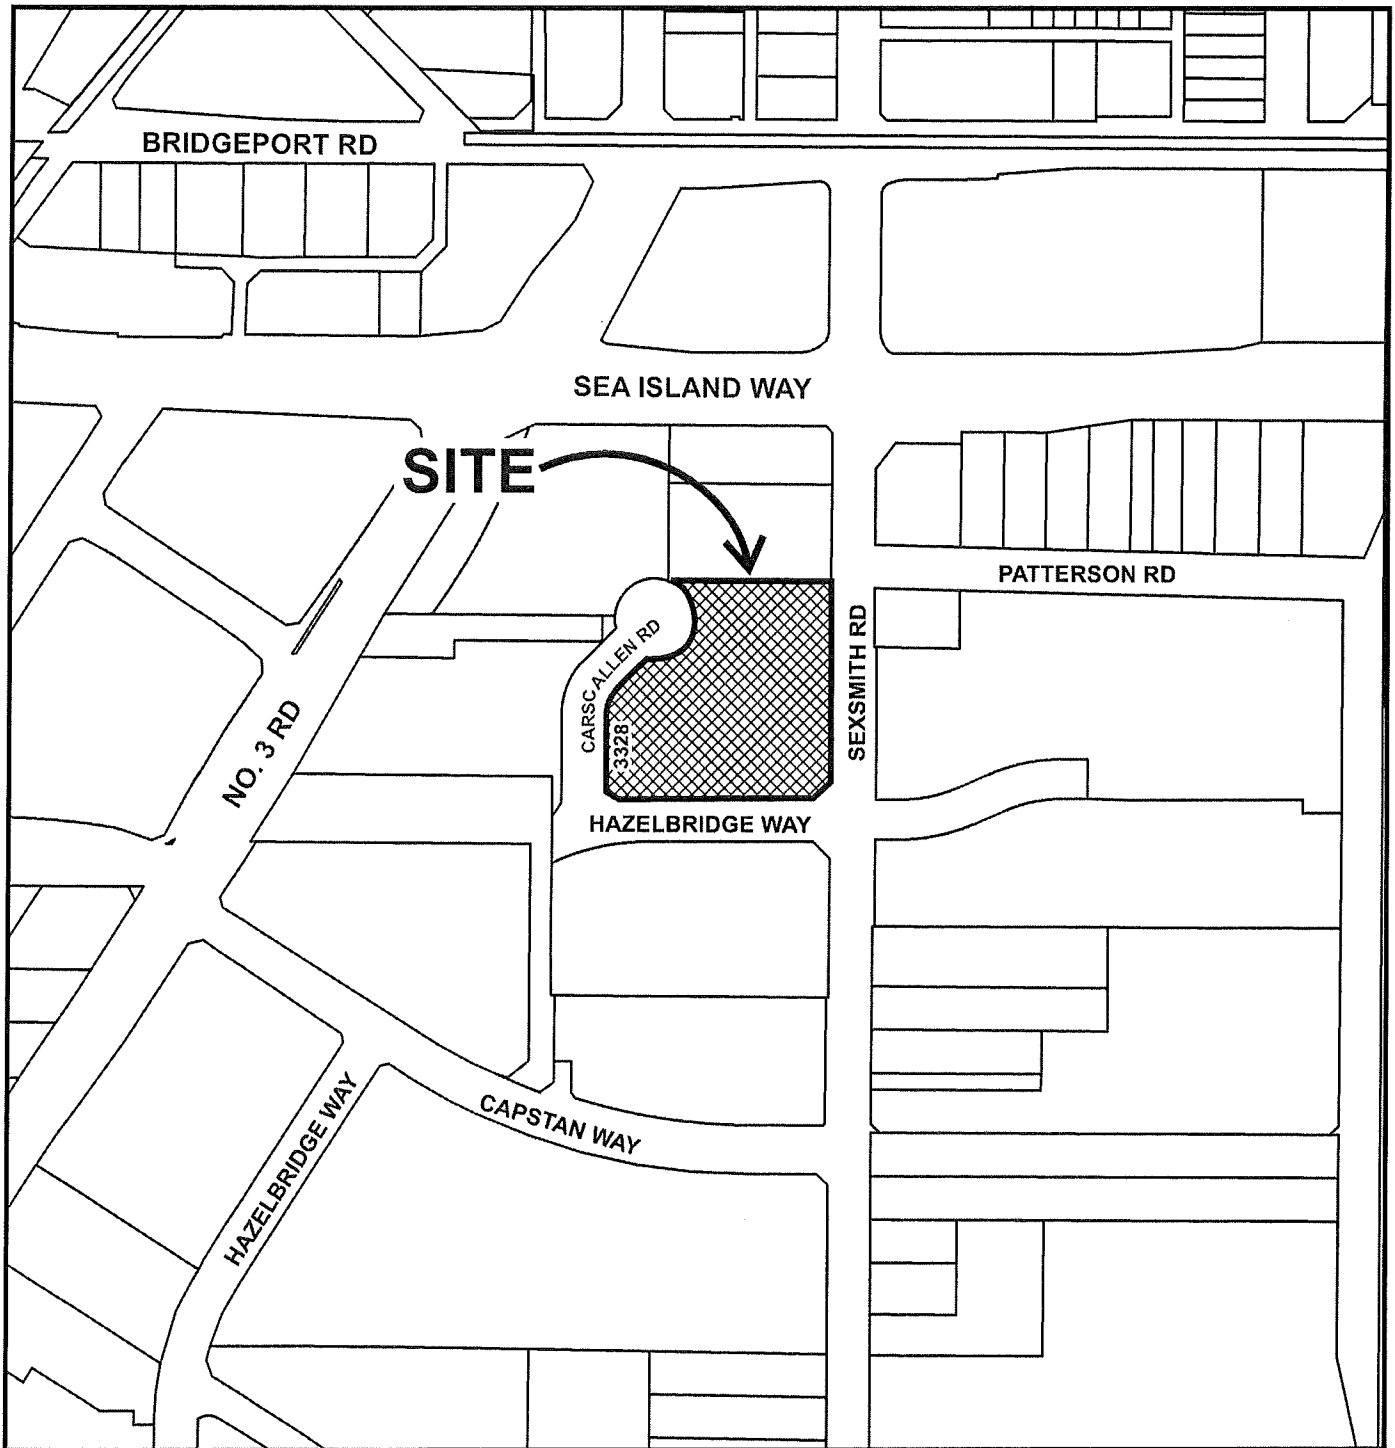 BRIDGEPORT RD
SEA ISLAND WAY
SITE
PATTERSON RD
SEXSMITH RD
CARSCALLEN RD
3328
NO. 3 RD
HAZELBRIDGE WAY
CAPSTAN WAY
HAZELBRIDGE WAY